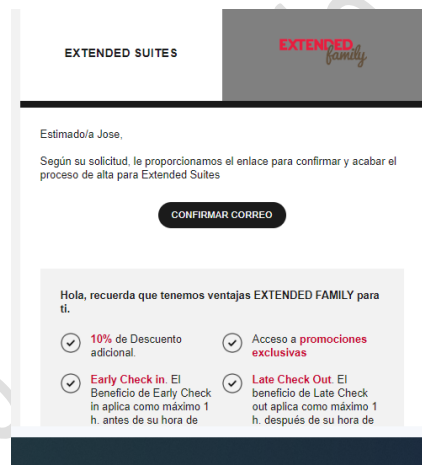 EXTENDED SUITES
EXTENDED
family
Estimado/a Jose,
Según su solicitud, le proporcionamos el enlace para confirmar y acabar el
proceso de alta para Extended Suites
CONFIRMAR CORREO
Hola, recuerda que tenemos ventajas EXTENDED FAMILY para
ti.
10% de Descuento
adicional.
Acceso a promociones
exclusivas
Early Check in. El
Beneficio de Early Check
in aplica como máximo 1
h. antes de su hora de
Late Check Out. El
beneficio de Late Check
out aplica como máximo 1
h. después de su hora de